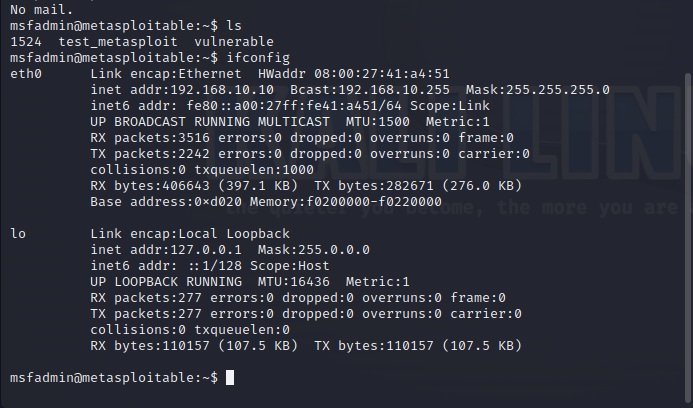 No mail.
msfadmin@metasploitable:~$ ls
1524  test_metasploit  vulnerable
msfadmin@metasploitable:~$ ifconfig
eth0      Link encap:Ethernet  HWaddr 08:00:27:41:a4:51
          inet addr:192.168.10.10  Bcast:192.168.10.255  Mask:255.255.255.0
          inet6 addr: fe80::a00:27ff:fe41:a451/64 Scope:Link
          UP BROADCAST RUNNING MULTICAST  MTU:1500  Metric:1
          RX packets:3516 errors:0 dropped:0 overruns:0 frame:0
          TX packets:2242 errors:0 dropped:0 overruns:0 carrier:0
          collisions:0 txqueuelen:1000
          RX bytes:406643 (397.1 KB)  TX bytes:282671 (276.0 KB)
          Base address:0×d020 Memory:f0200000-f0220000
the quieter you become, the more you are
lo        Link encap:Local Loopback
          inet addr:127.0.0.1  Mask:255.0.0.0
          inet6 addr: ::1/128 Scope:Host
          UP LOOPBACK RUNNING  MTU:16436  Metric:1
          RX packets:277 errors:0 dropped:0 overruns:0 frame:0
          TX packets:277 errors:0 dropped:0 overruns:0 carrier:0
          collisions:0 txqueuelen:0
          RX bytes:110157 (107.5 KB)  TX bytes:110157 (107.5 KB)
msfadmin@metasploitable:~$